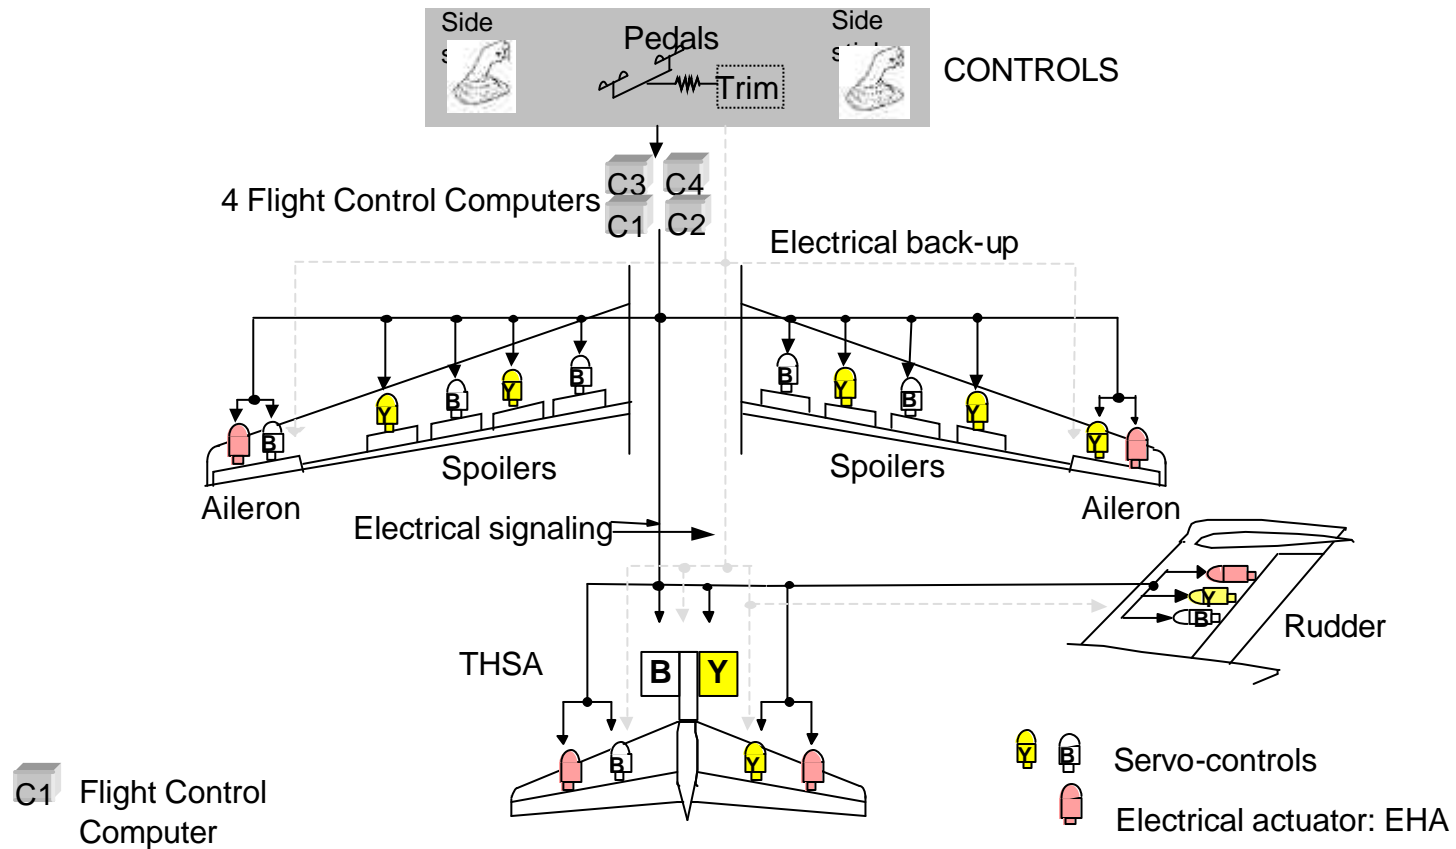 Side
Side
Pedals
Trim
CONTROLS
C3 C4
4 Flight Control Computers
C1 C2
Electrical back-up
B B
Y Y
B B
Y Y
B Y
Spoilers Spoilers
Aileron Aileron
Electrical signaling
Y
B
Rudder
THSA
B Y
B Y
Y B
Servo-controls
C1
Flight Control
Computer
Electrical actuator: EHA